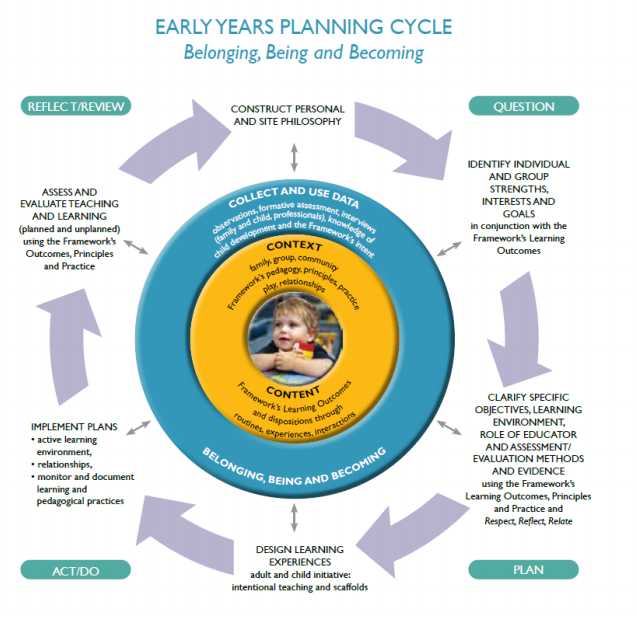 EARLY YEARS PLANNING CYCLE
Belonging, Being and Becoming
REFLECT/REVIEW
CONSTRUCT PERSONAL
AND SITE PHILOSOPHY
QUESTION
IDENTIFY INDIVIDUAL
AND GROUP
STRENGTHS,
INTERESTS AND
GOALS
in conjunction with the
Framework's Learning
Outcomes
ASSESS AND
EVALUATE TEACHING
AND LEARNING
(planned and unplanned)
using the Framework's
Outcomes, Principles
and Practice
COLLECT AND USE DATA
observations, formative assessment, interviews
(family and child, professionals), knowledge of
child development and the Framework's intent
CONTEXT
family, group, community
Framework's pedagogy, principles, practice
play, relationships
CONTENT
Framework's Learning Outcomes
and dispositions through
routines, experiences, interactions
BELONGING, BEING AND BECOMING
CLARIFY SPECIFIC
OBJECTIVES, LEARNING
ENVIRONMENT,
ROLE OF EDUCATOR
AND ASSESSMENT/
EVALUATION METHODS
AND EVIDENCE
using the Framework's
Learning Outcomes, Principles
and Practice and
Respect, Reflect, Relate
IMPLEMENT PLANS
• active learning
environment,
• relationships,
• monitor and document
learning and
pedagogical practices
DESIGN LEARNING
EXPERIENCES
adult and child initiative:
intentional teaching and scaffolds
ACT/DO
PLAN